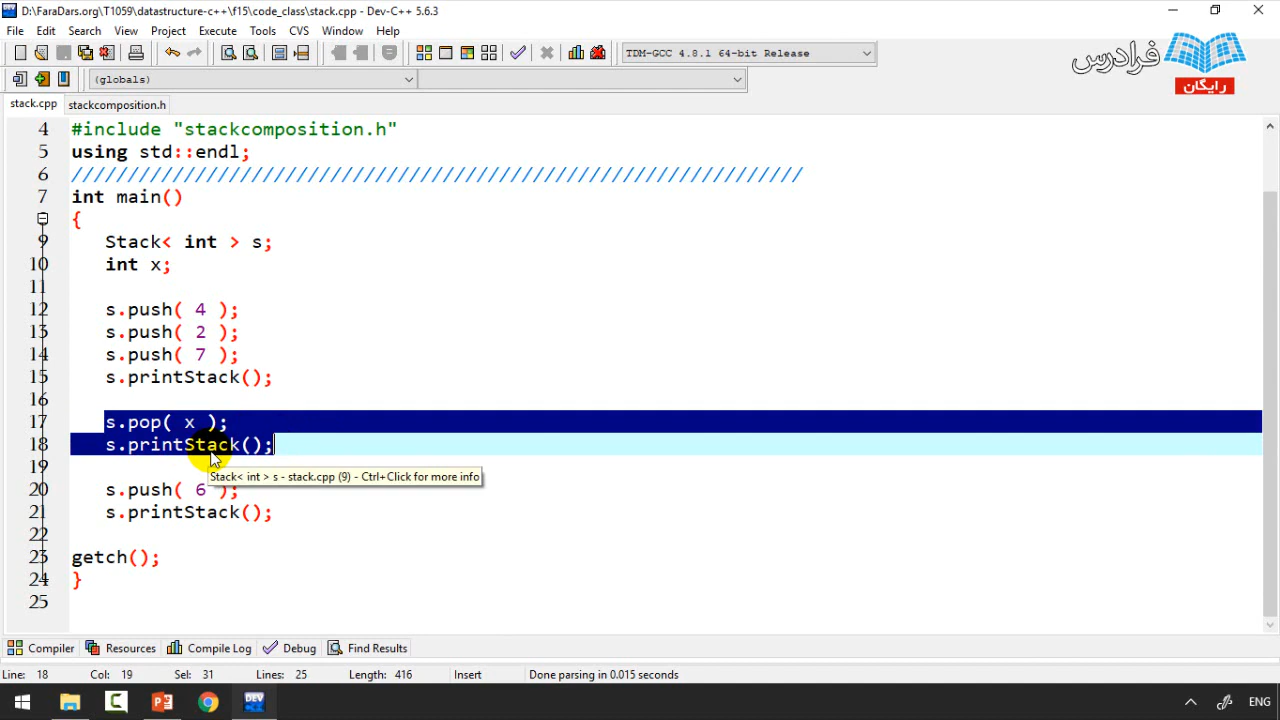 D:\FaraDars.org\T1059\datastructure-c++\f15\code_class\stack.cpp - Dev-C++ 5.6.3
File Edit Search View Project Execute Tools CVS Window Help
TDM-GCC 4.8.1 64-bit Release
فرادرس
رایگان
(globals)
stack.cpp stackcomposition.h
4 #include "stackcomposition.h"
5 using std::endl;
6 /////////////////////////////////////////////////////////////////
7 int main()
8 {
9 Stack< int > s;
10 int x;
11
12 s.push( 4 );
13 s.push( 2 );
14 s.push( 7 );
15 s.printStack();
16
17 s.pop( x );
18 s.printStack();
19
Stack< int > s - stack.cpp (9) - Ctrl+Click for more info
20 s.push( 6 );
21 s.printStack();
22
23 getch();
24 }
25
Compiler Resources Compile Log Debug Find Results
Line: 18 Col: 19 Sel: 31 Lines: 25 Length: 416 Insert Done parsing in 0.015 seconds
DEV
ENG